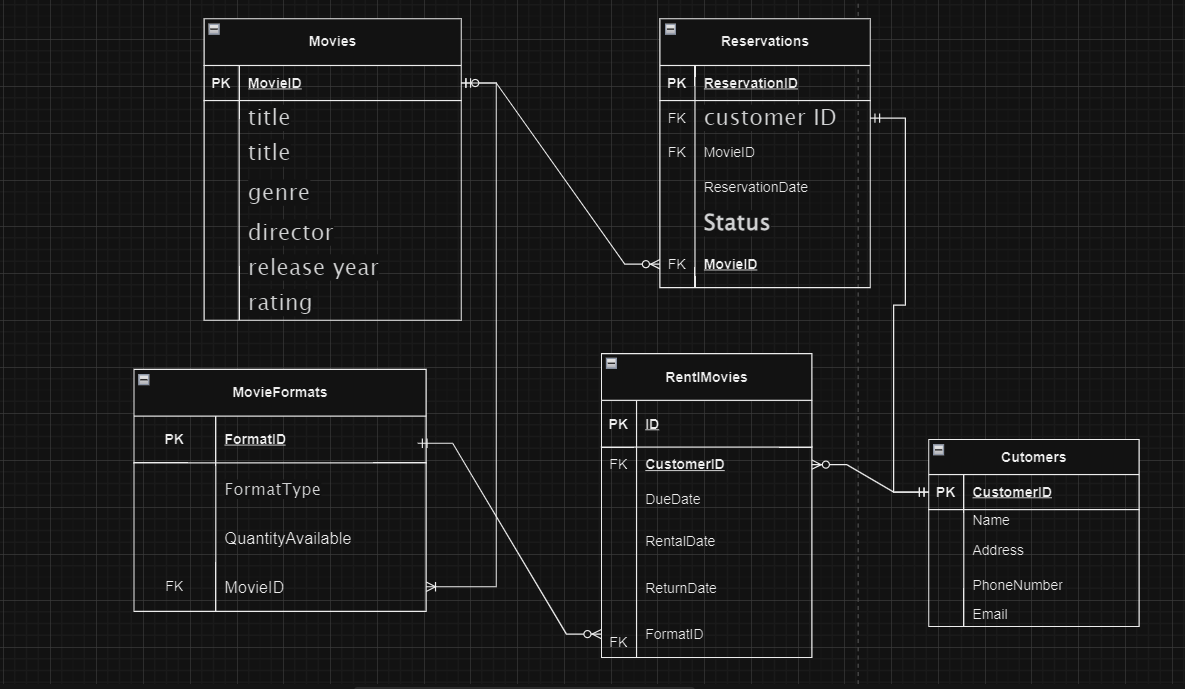 Movies
PK MovieID
title
title
genre
director
release year
rating
Reservations
PK ReservationID
FK customer ID
FK MovieID
ReservationDate
Status
FK MovieID
MovieFormats
PK FormatID
FormatType
QuantityAvailable
FK MovieID
RentlMovies
PK ID
FK CustomerID
DueDate
RentalDate
ReturnDate
FK FormatID
Cutomers
PK CustomerID
Name
Address
PhoneNumber
Email